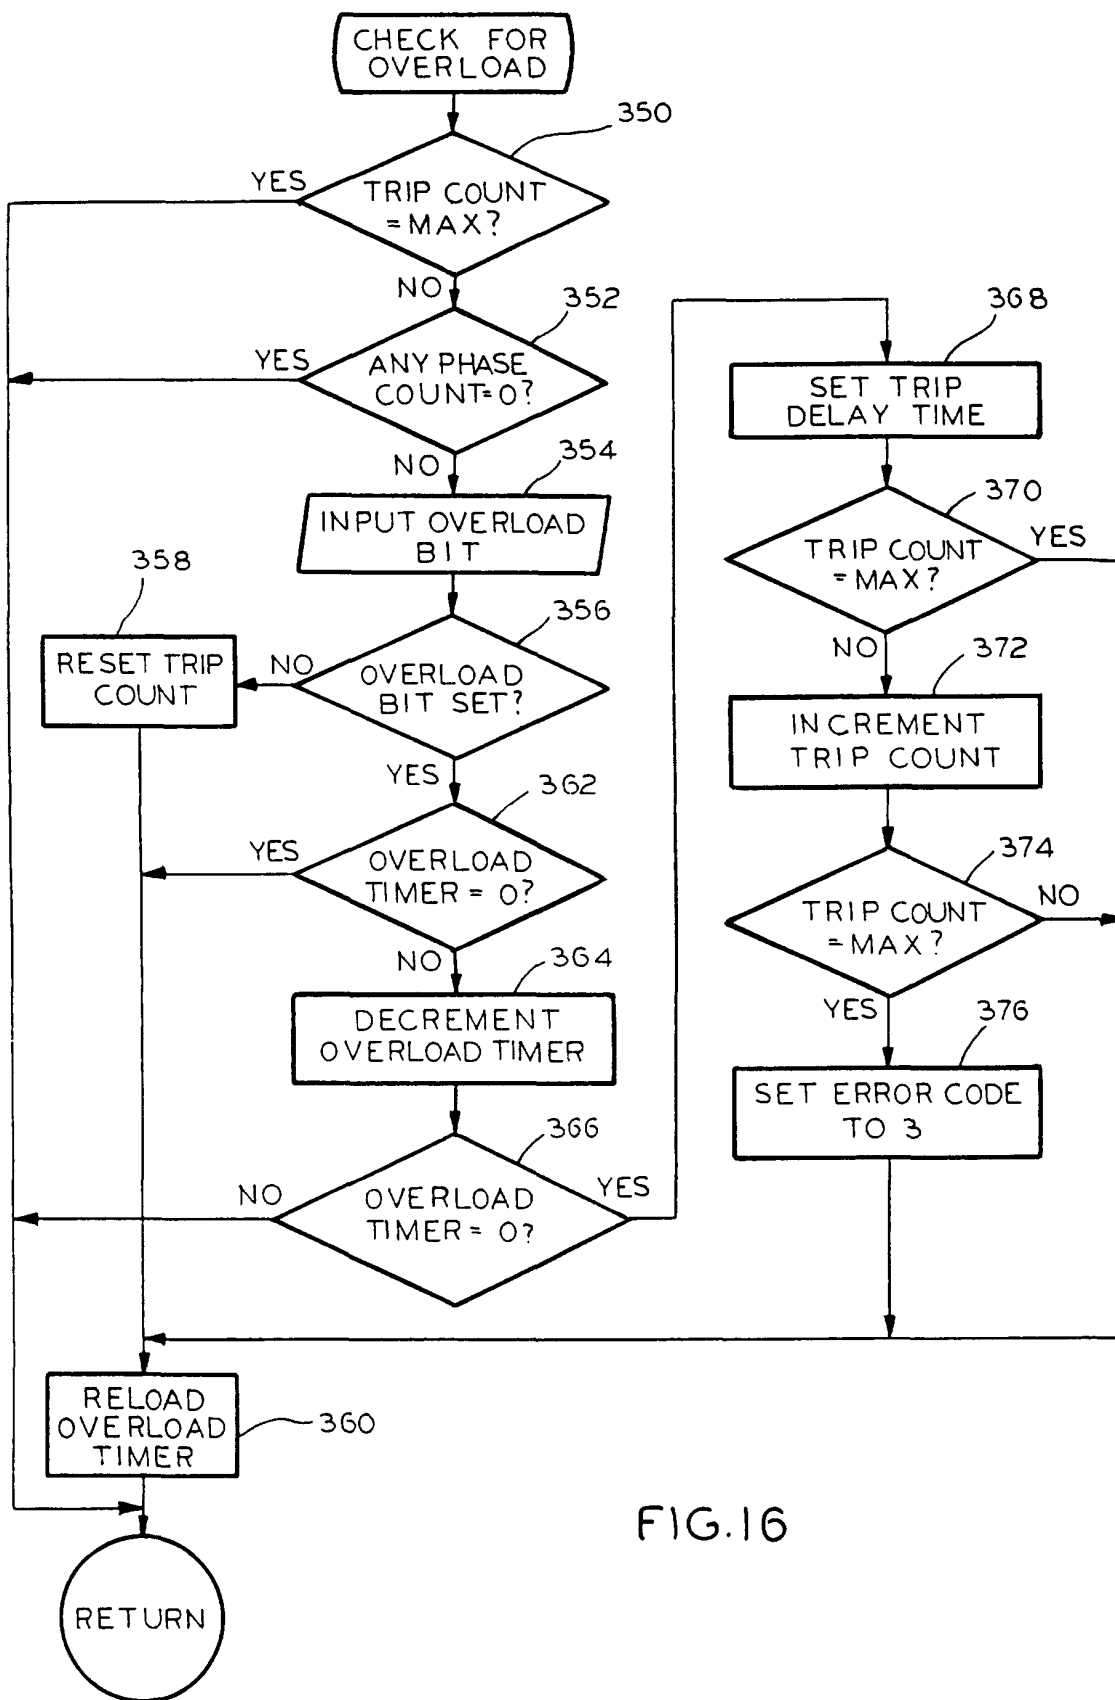 CHECK FOR
OVERLOAD
350
YES
TRIP COUNT
=MAX?
NO
352
YES
ANY PHASE
COUNT=0?
NO
354
INPUT OVERLOAD
BIT
358
RESET TRIP
COUNT
NO
356
OVERLOAD
BIT SET?
YES
362
YES
OVERLOAD
TIMER = 0?
NO
364
DECREMENT
OVERLOAD TIMER
366
NO
OVERLOAD
TIMER = 0?
YES
368
SET TRIP
DELAY TIME
370
TRIP COUNT
=MAX?
YES
NO
372
INCREMENT
TRIP COUNT
374
TRIP COUNT
=MAX?
NO
YES
376
SET ERROR CODE
TO 3
RELOAD
OVERLOAD
TIMER
360
RETURN
FIG.16